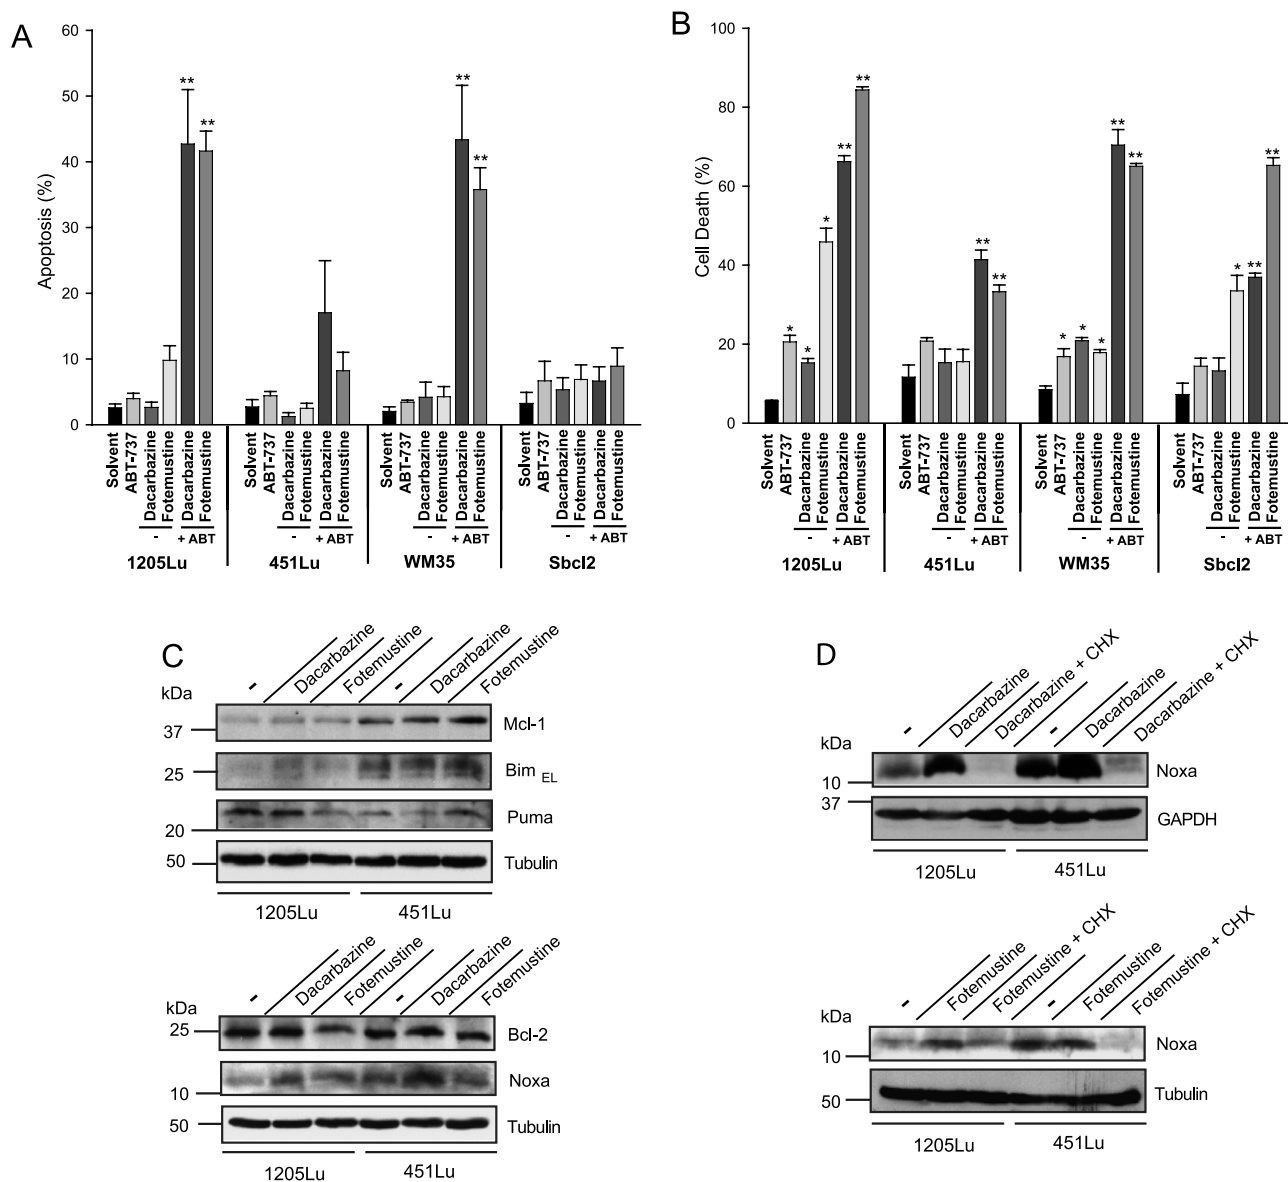 A
60
50
40
30
20
10
0
Apoptosis (%)
** ** ** **
Solvent ABT-737 Dacarbazine Fotemustine Dacarbazine Fotemustine Solvent ABT-737 Dacarbazine Fotemustine Dacarbazine Fotemustine Solvent ABT-737 Dacarbazine Fotemustine Dacarbazine Fotemustine Solvent ABT-737 Dacarbazine Fotemustine Dacarbazine Fotemustine
- + ABT - + ABT - + ABT - + ABT
1205Lu 451Lu WM35 Sbcl2
B
100
80
60
40
20
0
Cell Death (%)
* * * ** ** ** ** * * * ** ** * ** **
Solvent ABT-737 Dacarbazine Fotemustine Dacarbazine Fotemustine Solvent ABT-737 Dacarbazine Fotemustine Dacarbazine Fotemustine Solvent ABT-737 Dacarbazine Fotemustine Dacarbazine Fotemustine Solvent ABT-737 Dacarbazine Fotemustine Dacarbazine Fotemustine
- + ABT - + ABT - + ABT - + ABT
1205Lu 451Lu WM35 Sbcl2
C
- Dacarbazine Fotemustine - Dacarbazine Fotemustine
kDa
37 Mcl-1
25 Bim EL
20 Puma
50 Tubulin
1205Lu 451Lu
- Dacarbazine Fotemustine - Dacarbazine Fotemustine
kDa
25 Bcl-2
10 Noxa
50 Tubulin
1205Lu 451Lu
D
- Dacarbazine Dacarbazine + CHX - Dacarbazine Dacarbazine + CHX
kDa
10 Noxa
37 GAPDH
1205Lu 451Lu
- Fotemustine Fotemustine + CHX - Fotemustine Fotemustine + CHX
kDa
10 Noxa
50 Tubulin
1205Lu 451Lu